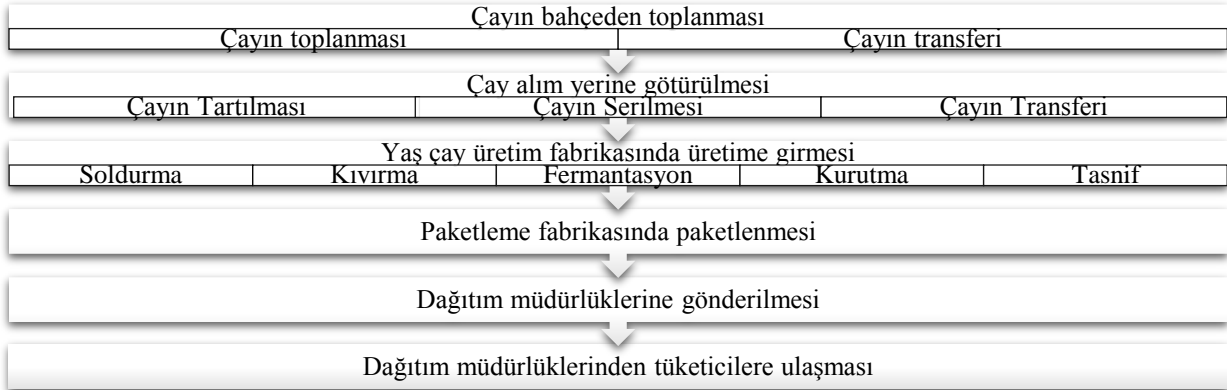 Çayın bahçeden toplanması
Çayın toplanması Çayın transferi
Çay alım yerine götürülmesi
Çayın Tartılması Çayın Serilmesi Çayın Transferi
Yaş çay üretim fabrikasında üretime girmesi
Soldurma Kıvırma Fermantasyon Kurutma Tasnif
Paketleme fabrikasında paketlenmesi
Dağıtım müdürlüklerine gönderilmesi
Dağıtım müdürlüklerinden tüketicilere ulaşması